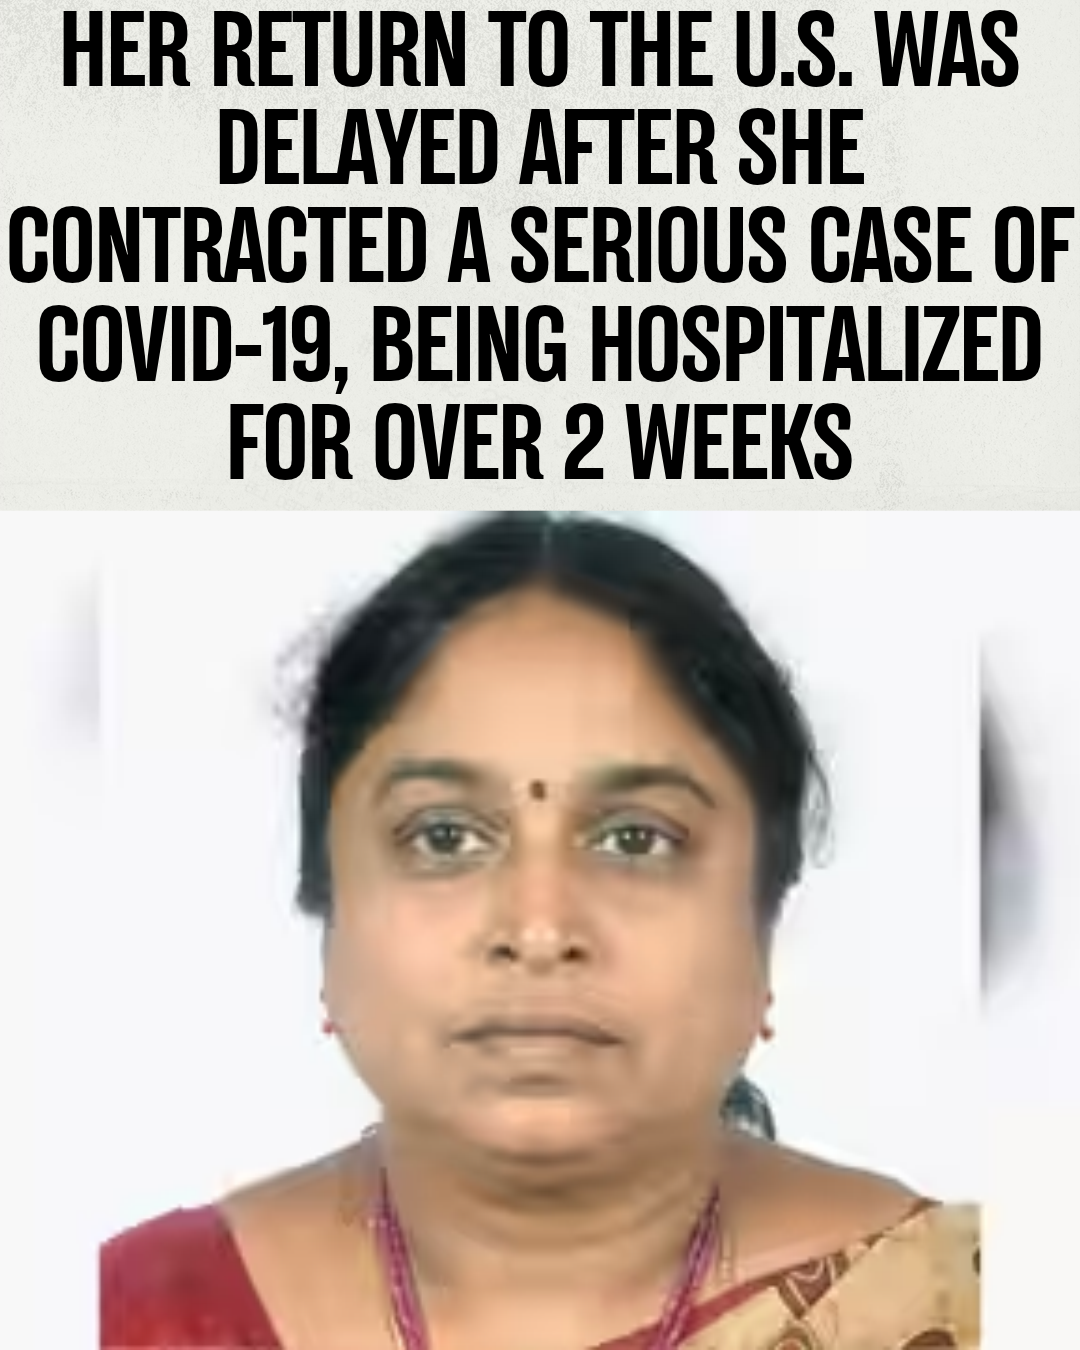 HER RETURN TO THE U.S. WAS
DELAYED AFTER SHE
CONTRACTED A SERIOUS CASE OF
COVID-19, BEING HOSPITALIZED
FOR OVER 2 WEEKS